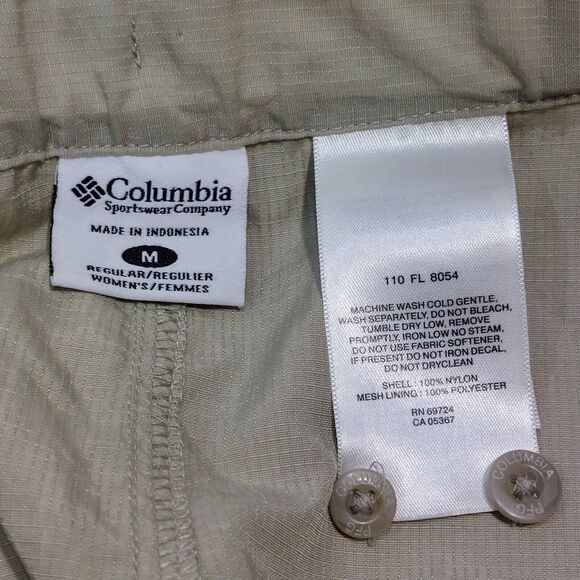 Columbia
Sportswear Company
MADE IN INDONESIA
M
REGULAR/REGULIER
WOMEN'S/FEMMES
110 FL 8054
MACHINE WASH COLD GENTLE,
WASH SEPARATELY, DO NOT BLEACH,
TUMBLE DRY LOW, REMOVE
PROMPTLY, IRON LOW NO STEAM,
DO NOT USE FABRIC SOFTENER.
IF PRESENT DO NOT IRON DECAL,
DO NOT DRYCLEAN
SHELL : 100% NYLON
MESH LINING : 100% POLYESTER
RN 69724
CA 05367
COLUMBIA
PFG
COLUMBIA
PFG